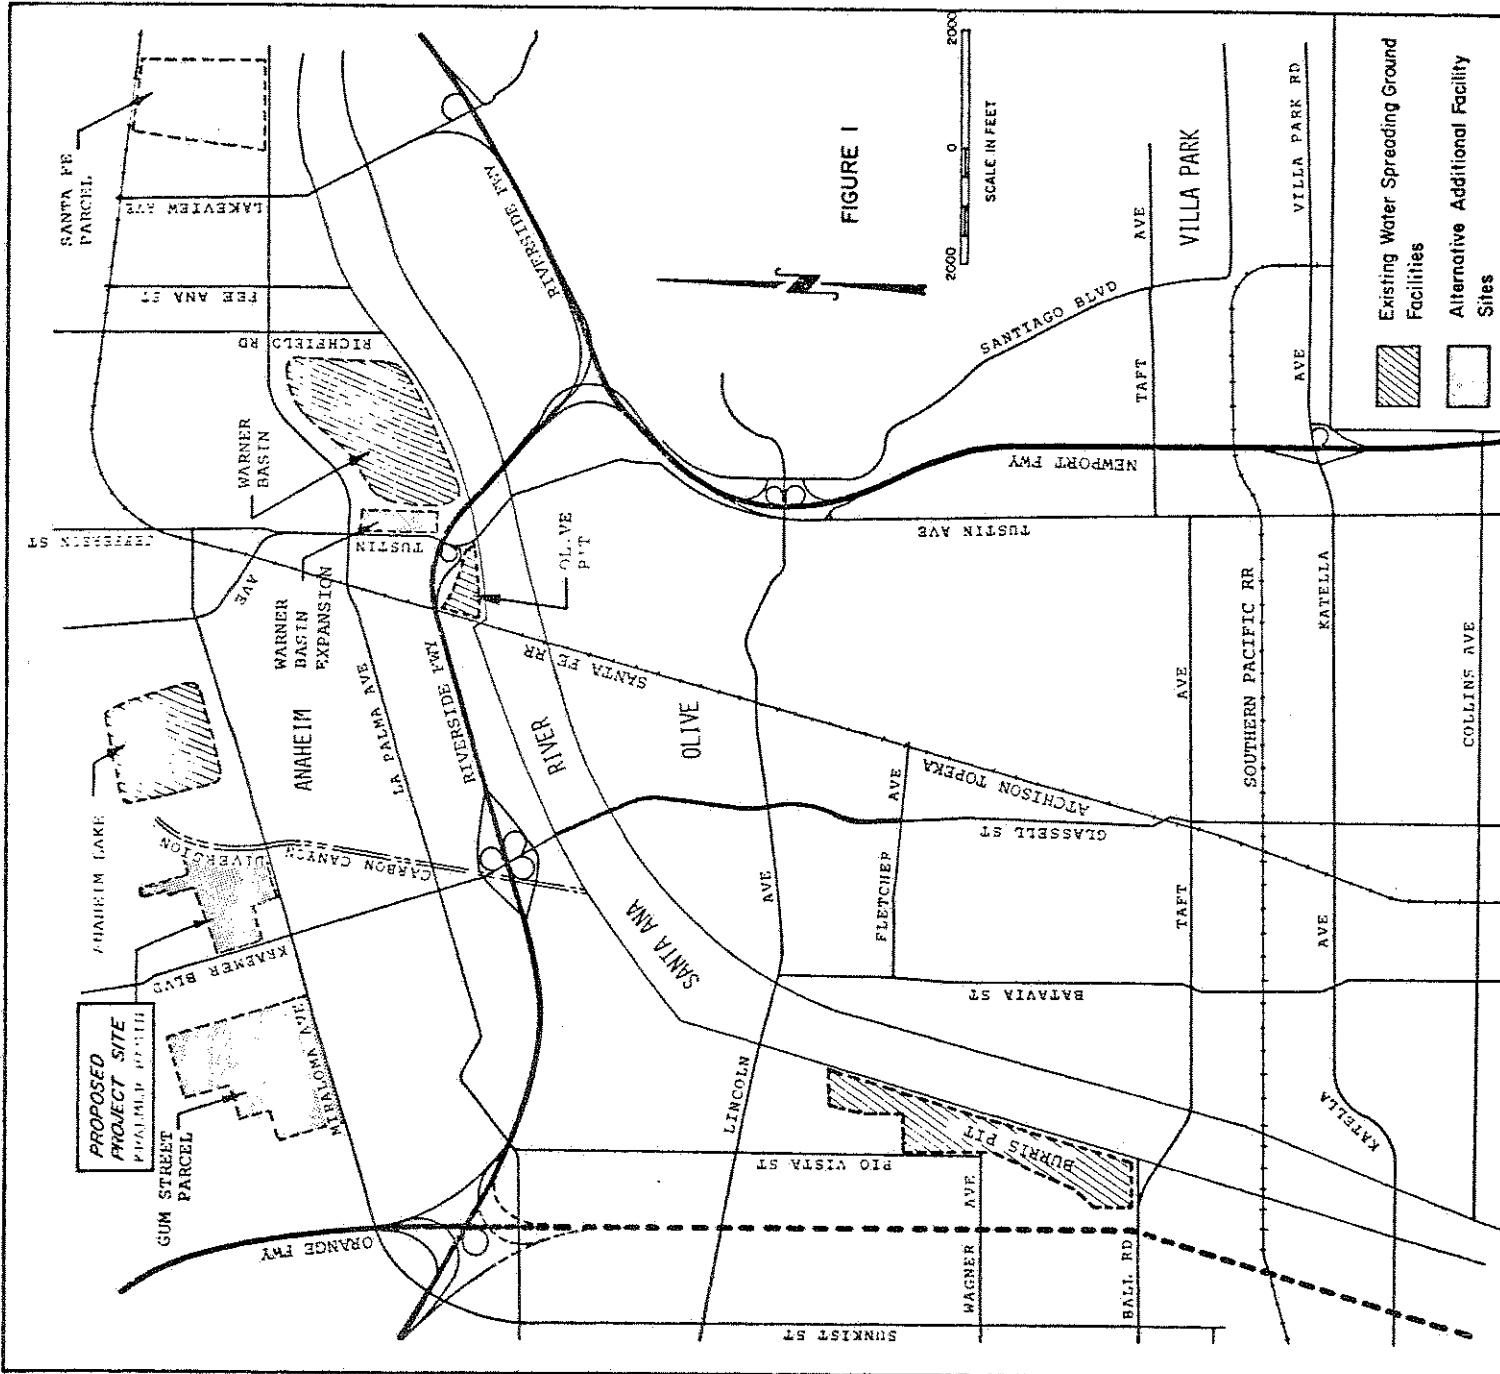 SANTA FE
PARCEL
LAKEVIEW AVE
FEE ANA ST
RICHFIELD RD
RIVERSIDE FWY
WARNER
BASIN
JEFFERSON ST
TUSTIN
AVE
WARNER
BASIN
EXPANSION
OLIVE
PIT
ANAHEIM LAKE
ANAHEIM
LA PALMA AVE
RIVERSIDE FWY
SANTA FE RR
CARBON CANYON
DIVERSION
KRAEMER BLVD
PROPOSED
PROJECT SITE
GUM STREET
PARCEL
MIRALOMA AVE
ORANGE FWY
SANTA ANA
RIVER
OLIVE
LINCOLN
AVE
RIO VISTA ST
SUNKIST ST
WAGNER AVE
BALL RD
BURRIS PIT
BATAVIA ST
FLETCHER
AVE
GLASSELL ST
ATCHISON TOPEKA
TUSTIN AVE
NEWPORT FWY
SANTIAGO BLVD
TAFT AVE
TAFT AVE
VILLA PARK
SOUTHERN PACIFIC RR
KATELLA
AVE
KATELLA
AVE
VILLA PARK RD
COLLINS AVE
FIGURE 1
2000 0 2000
SCALE IN FEET
Existing Water Spreading Ground
Facilities
Alternative Additional Facility
Sites